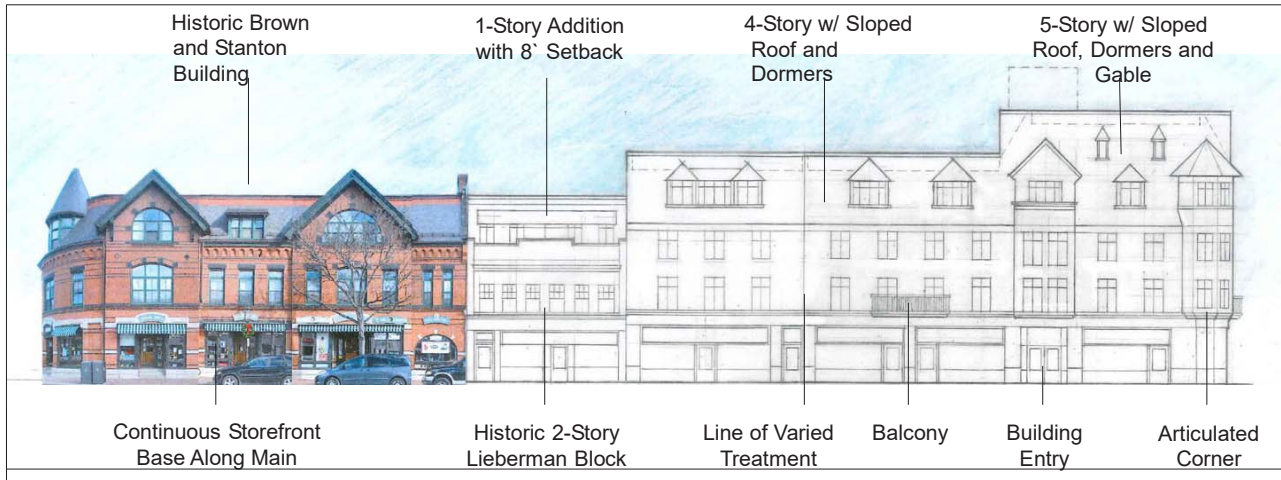 Historic Brown
and Stanton
Building
1-Story Addition
with 8` Setback
4-Story w/ Sloped
Roof and
Dormers
5-Story w/ Sloped
Roof, Dormers and
Gable
Continuous Storefront
Base Along Main
Historic 2-Story
Lieberman Block
Line of Varied
Treatment
Balcony
Building
Entry
Articulated
Corner